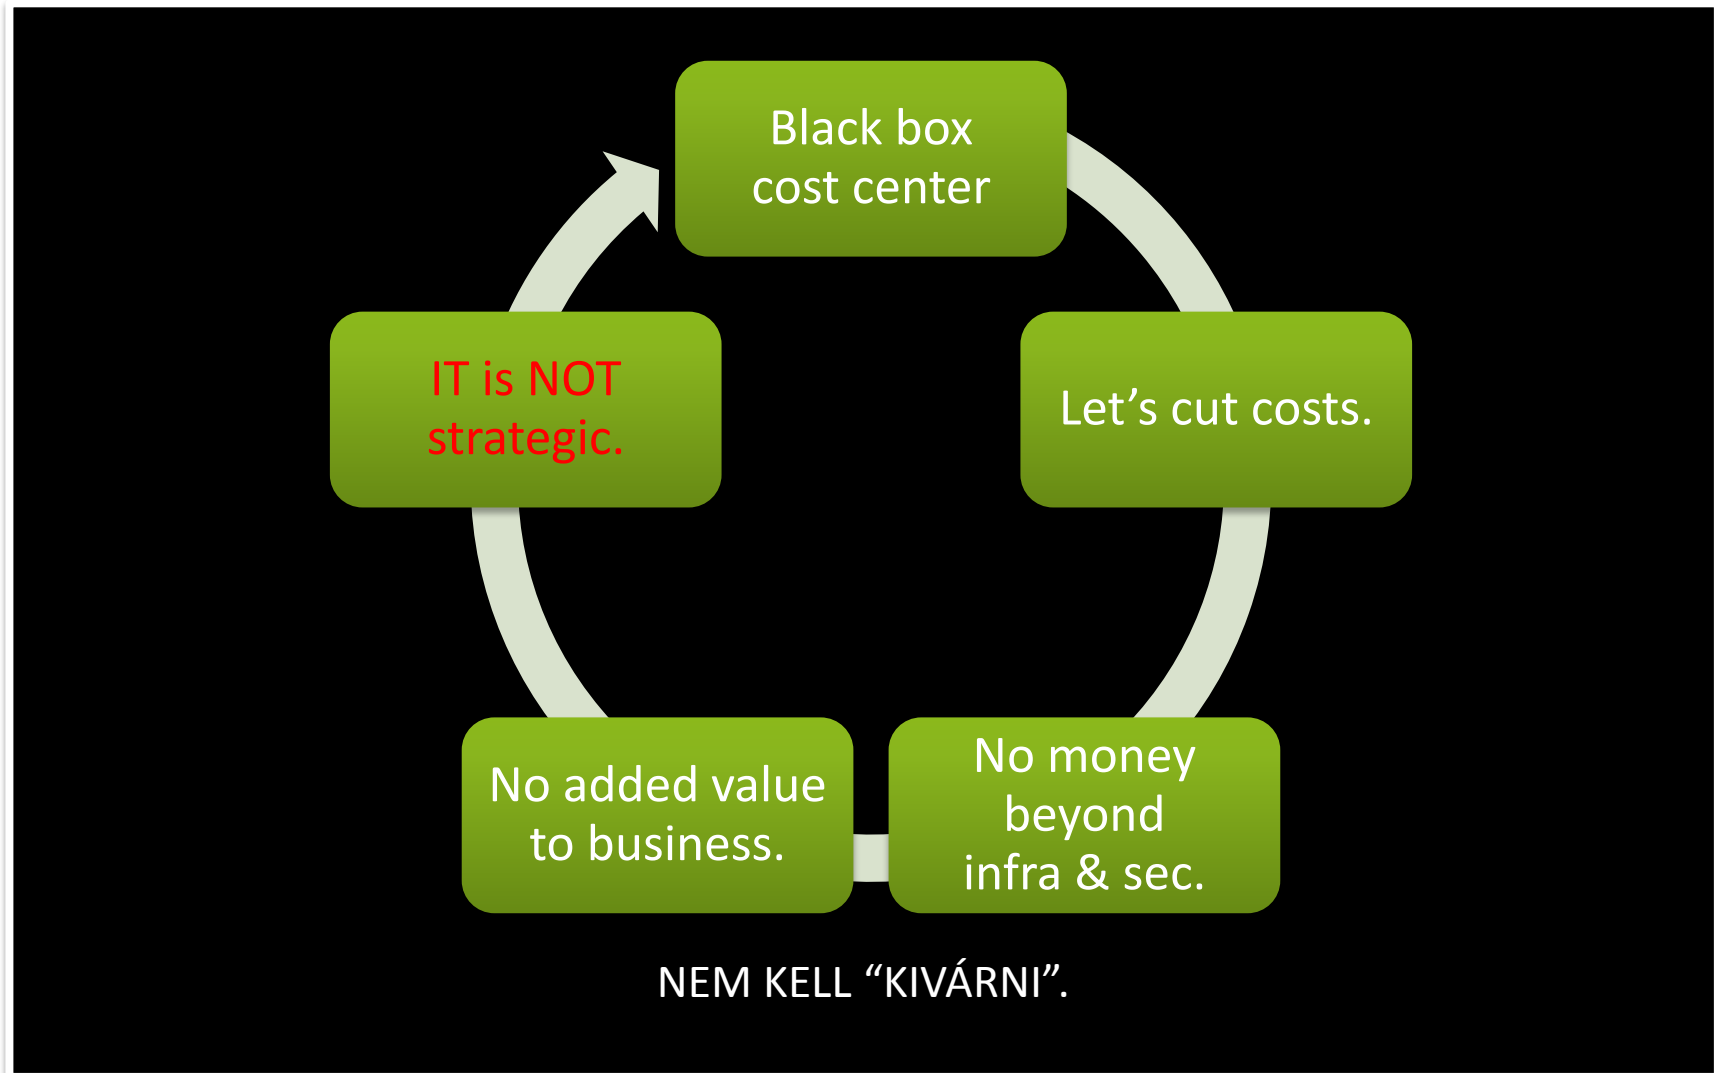 Black box
cost center
Let’s cut costs.
No money
beyond
infra & sec.
No added value
to business.
IT is NOT
strategic.
NEM KELL “KIVÁRNI”.